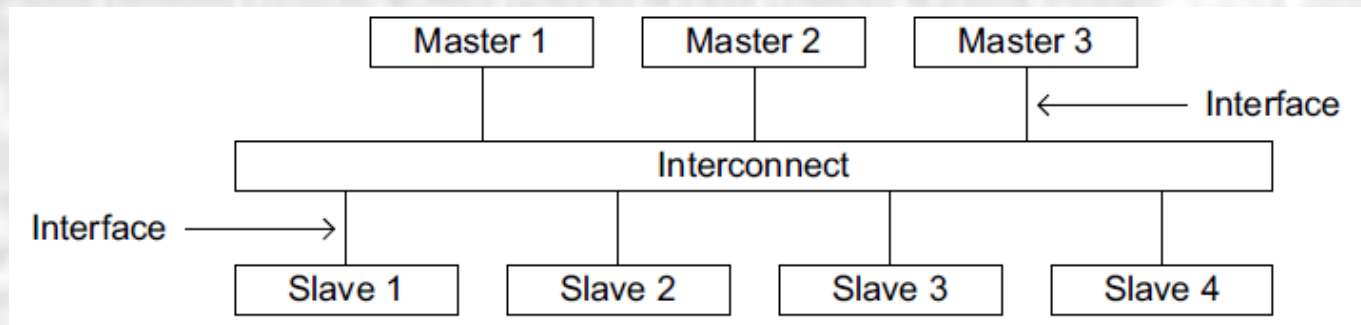 Master 1
Master 2
Master 3
Interface
Interconnect
Interface
Slave 1
Slave 2
Slave 3
Slave 4